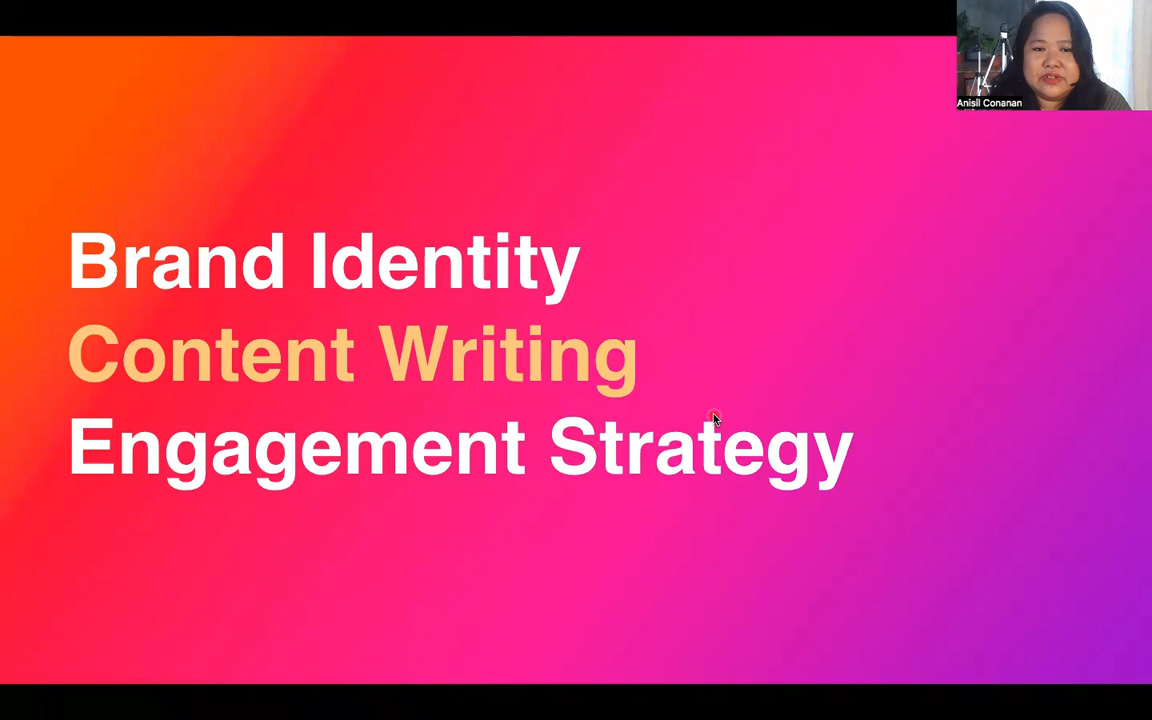 Anisil Conanan
Brand Identity
Content Writing
Engagement Strategy